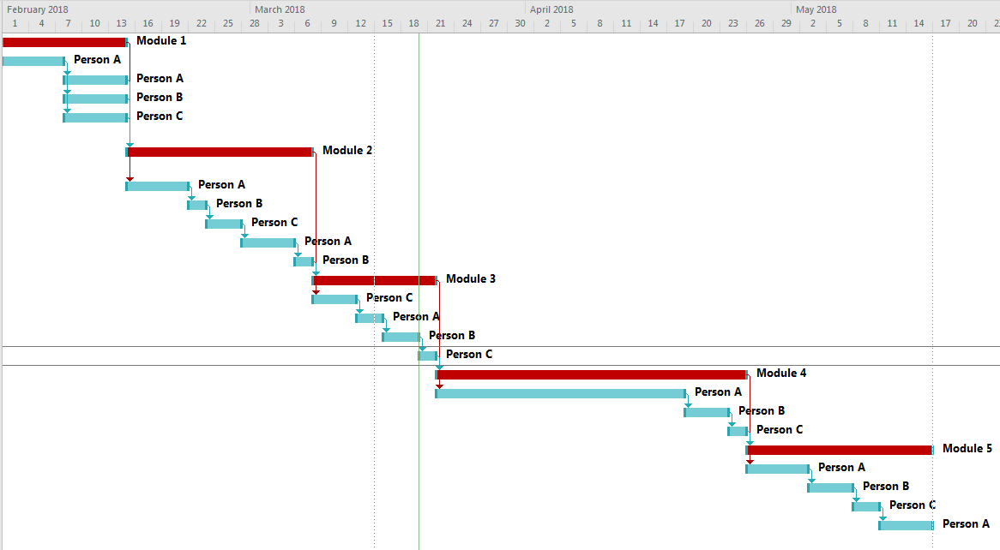 February 2018 March 2018 April 2018 May 2018
1 4 7 10 13 16 19 22 25 28 3 6 9 12 15 18 21 24 27 30 2 5 8 11 14 17 20 23 26 29 2 5 8 11 14 17 20
Module 1
Person A
Person A
Person B
Person C
Module 2
Person A
Person B
Person C
Person A
Person B
Module 3
Person C
Person A
Person B
Person C
Module 4
Person A
Person B
Person C
Module 5
Person A
Person B
Person C
Person A